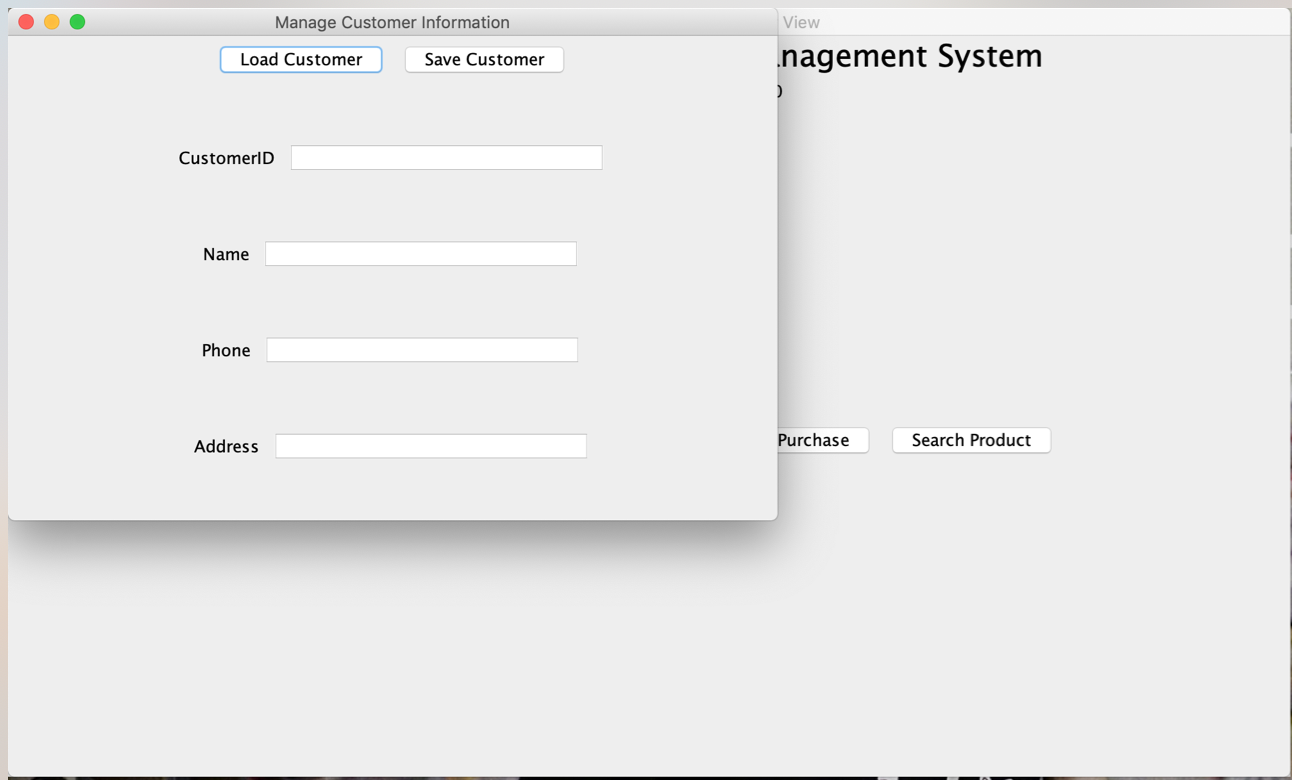 Manage Customer Information
Load Customer Save Customer
CustomerID
Name
Phone
Address
View
nagement System
Purchase Search Product